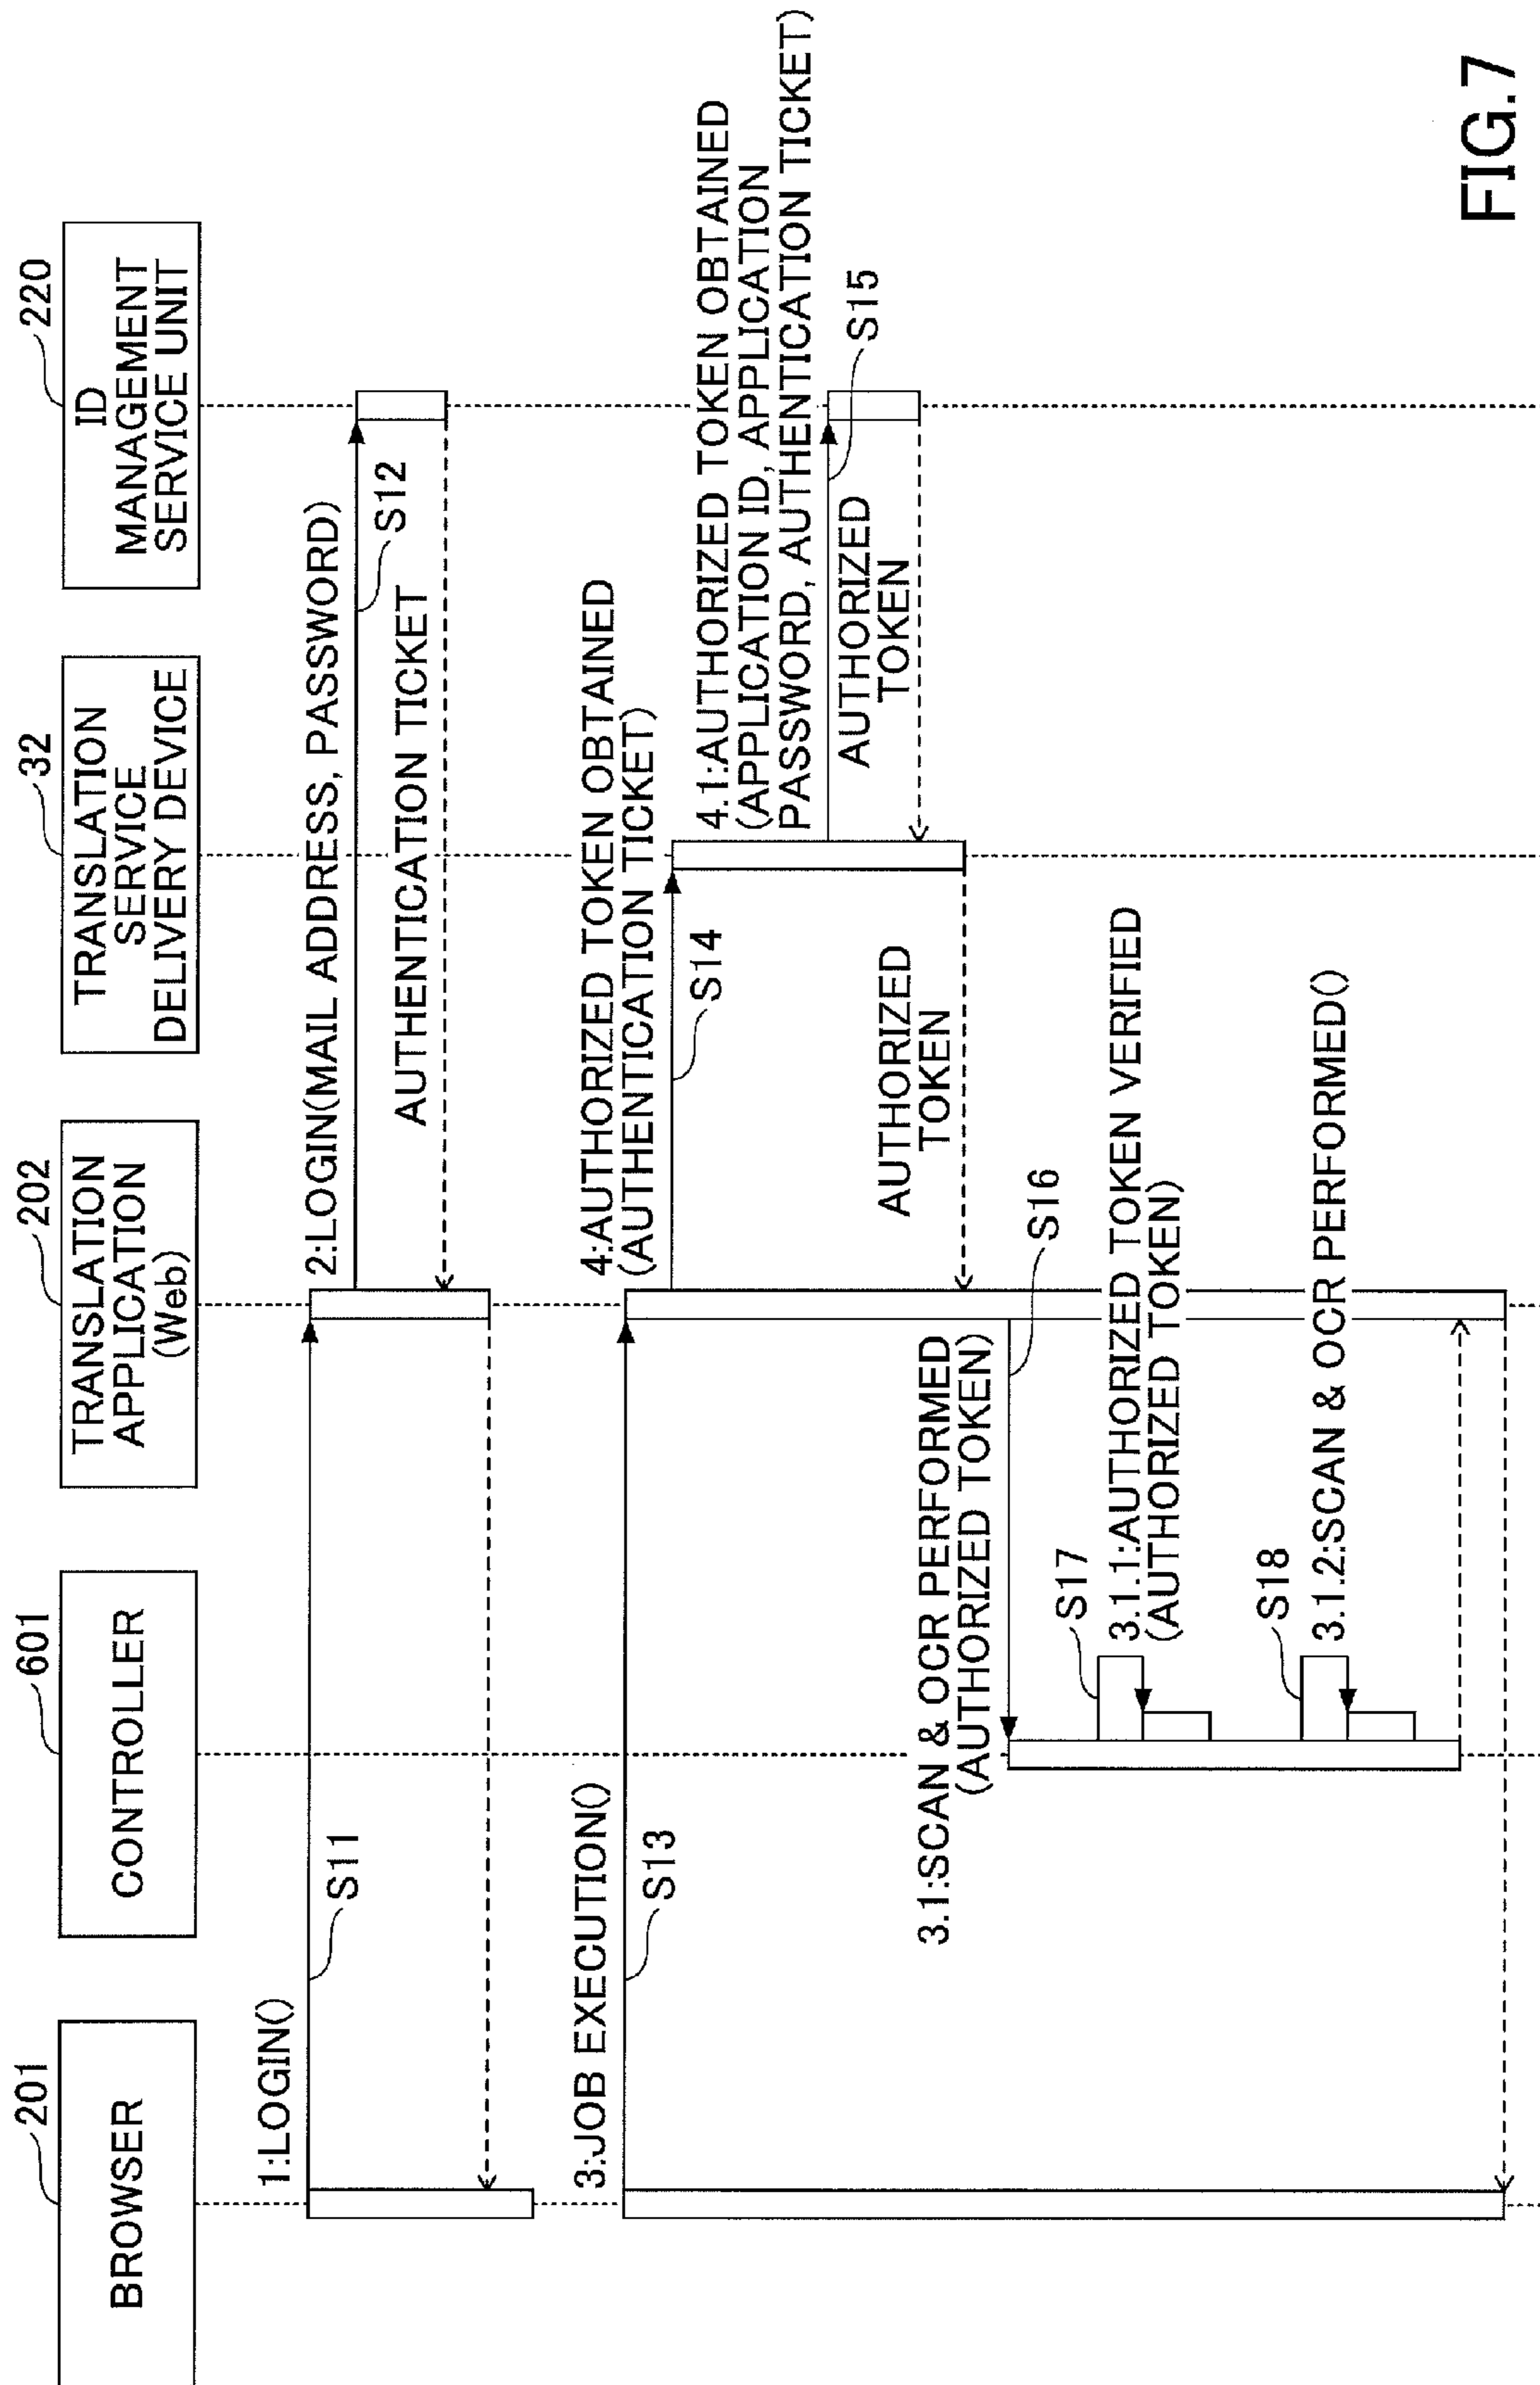 201
BROWSER
601
CONTROLLER
202
TRANSLATION
APPLICATION
(Web)
32
TRANSLATION
SERVICE
DELIVERY DEVICE
220
ID
MANAGEMENT
SERVICE UNIT
1:LOGIN()
S11
2:LOGIN(MAIL ADDRESS, PASSWORD)
S12
AUTHENTICATION TICKET
3:JOB EXECUTION()
S13
4:AUTHORIZED TOKEN OBTAINED
(AUTHENTICATION TICKET)
S14
4.1:AUTHORIZED TOKEN OBTAINED
(APPLICATION ID, APPLICATION
PASSWORD, AUTHENTICATION TICKET)
S15
AUTHORIZED
TOKEN
AUTHORIZED
TOKEN
3.1:SCAN & OCR PERFORMED
(AUTHORIZED TOKEN)
S16
S17
3.1.1:AUTHORIZED TOKEN VERIFIED
(AUTHORIZED TOKEN)
S18
3.1.2:SCAN & OCR PERFORMED()
FIG.7